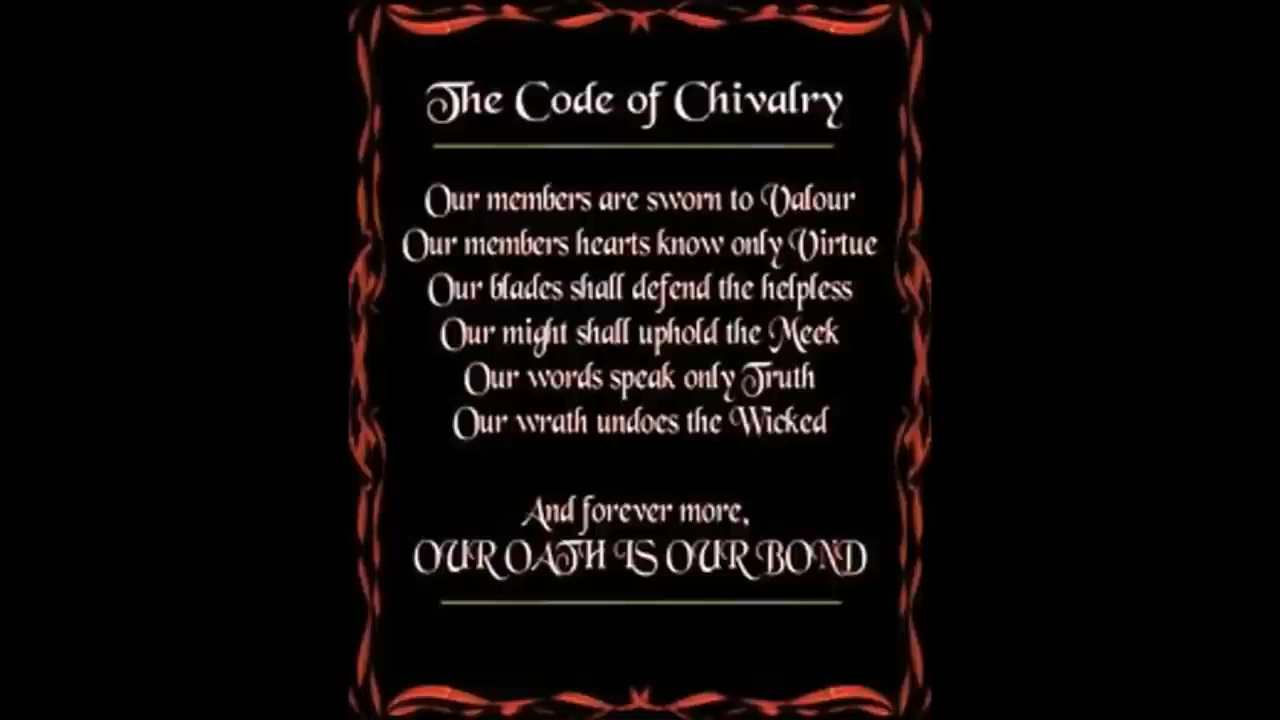 The Code of Chivalry
Our members are sworn to Valour
Our members hearts know only Virtue
Our blades shall defend the helpless
Our might shall uphold the Meek
Our words speak only Truth
Our wrath undoes the Wicked
And forever more,
OUR OATH IS OUR BOND